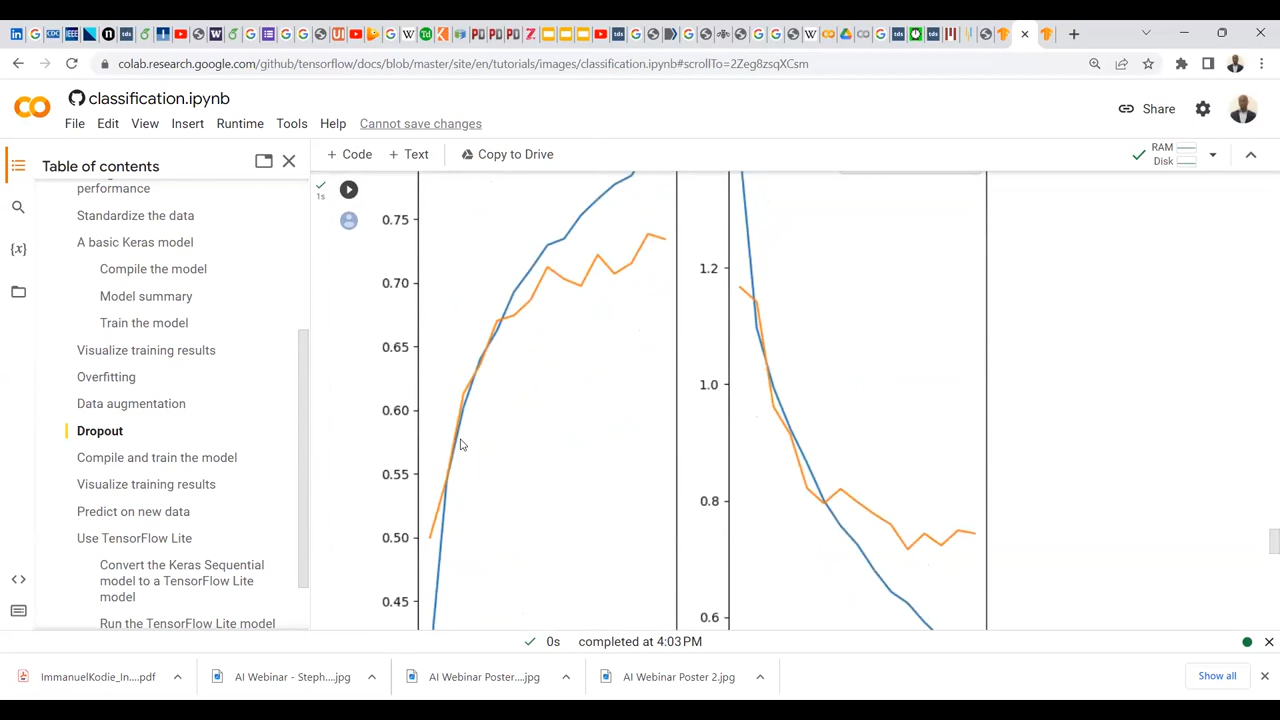 colab.research.google.com/github/tensorflow/docs/blob/master/site/en/tutorials/images/classification.ipynb#scrollTo=2Zeg8zsqXCsm
classification.ipynb
Share
File Edit View Insert Runtime Tools Help Cannot save changes
Table of contents
+ Code + Text Copy to Drive
RAM
Disk
performance
Standardize the data
A basic Keras model
Compile the model
Model summary
Train the model
Visualize training results
Overfitting
Data augmentation
Dropout
Compile and train the model
Visualize training results
Predict on new data
Use TensorFlow Lite
Convert the Keras Sequential
model to a TensorFlow Lite
model
Run the TensorFlow Lite model
1s
0.75
0.70
0.65
0.60
0.55
0.50
0.45
1.2
1.0
0.8
0.6
0s completed at 4:03 PM
ImmanuelKodie_In....pdf
AI Webinar - Steph....jpg
AI Webinar Poster....jpg
AI Webinar Poster 2.jpg
Show all